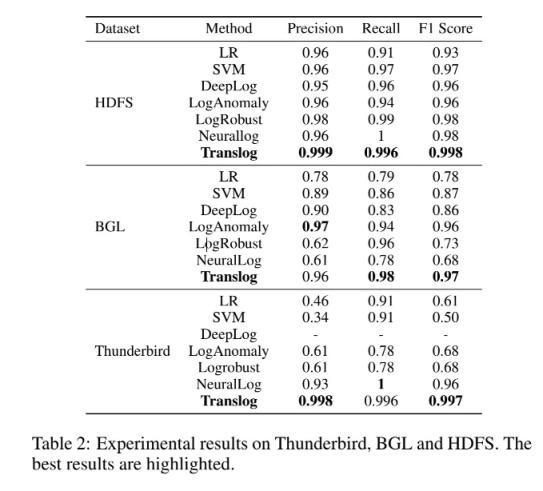 Dataset Method Precision Recall F1 Score
LR 0.96 0.91 0.93
SVM 0.96 0.97 0.97
DeepLog 0.95 0.96 0.96
HDFS LogAnomaly 0.96 0.94 0.96
LogRobust 0.98 0.99 0.98
Neurallog 0.96 1 0.98
Translog 0.999 0.996 0.998
LR 0.78 0.79 0.78
SVM 0.89 0.86 0.87
DeepLog 0.90 0.83 0.86
BGL LogAnomaly 0.97 0.94 0.96
LogRobust 0.62 0.96 0.73
NeuralLog 0.61 0.78 0.68
Translog 0.96 0.98 0.97
LR 0.46 0.91 0.61
SVM 0.34 0.91 0.50
DeepLog - - -
Thunderbird LogAnomaly 0.61 0.78 0.68
Logrobust 0.61 0.78 0.68
NeuralLog 0.93 1 0.96
Translog 0.998 0.996 0.997
Table 2: Experimental results on Thunderbird, BGL and HDFS. The
best results are highlighted.